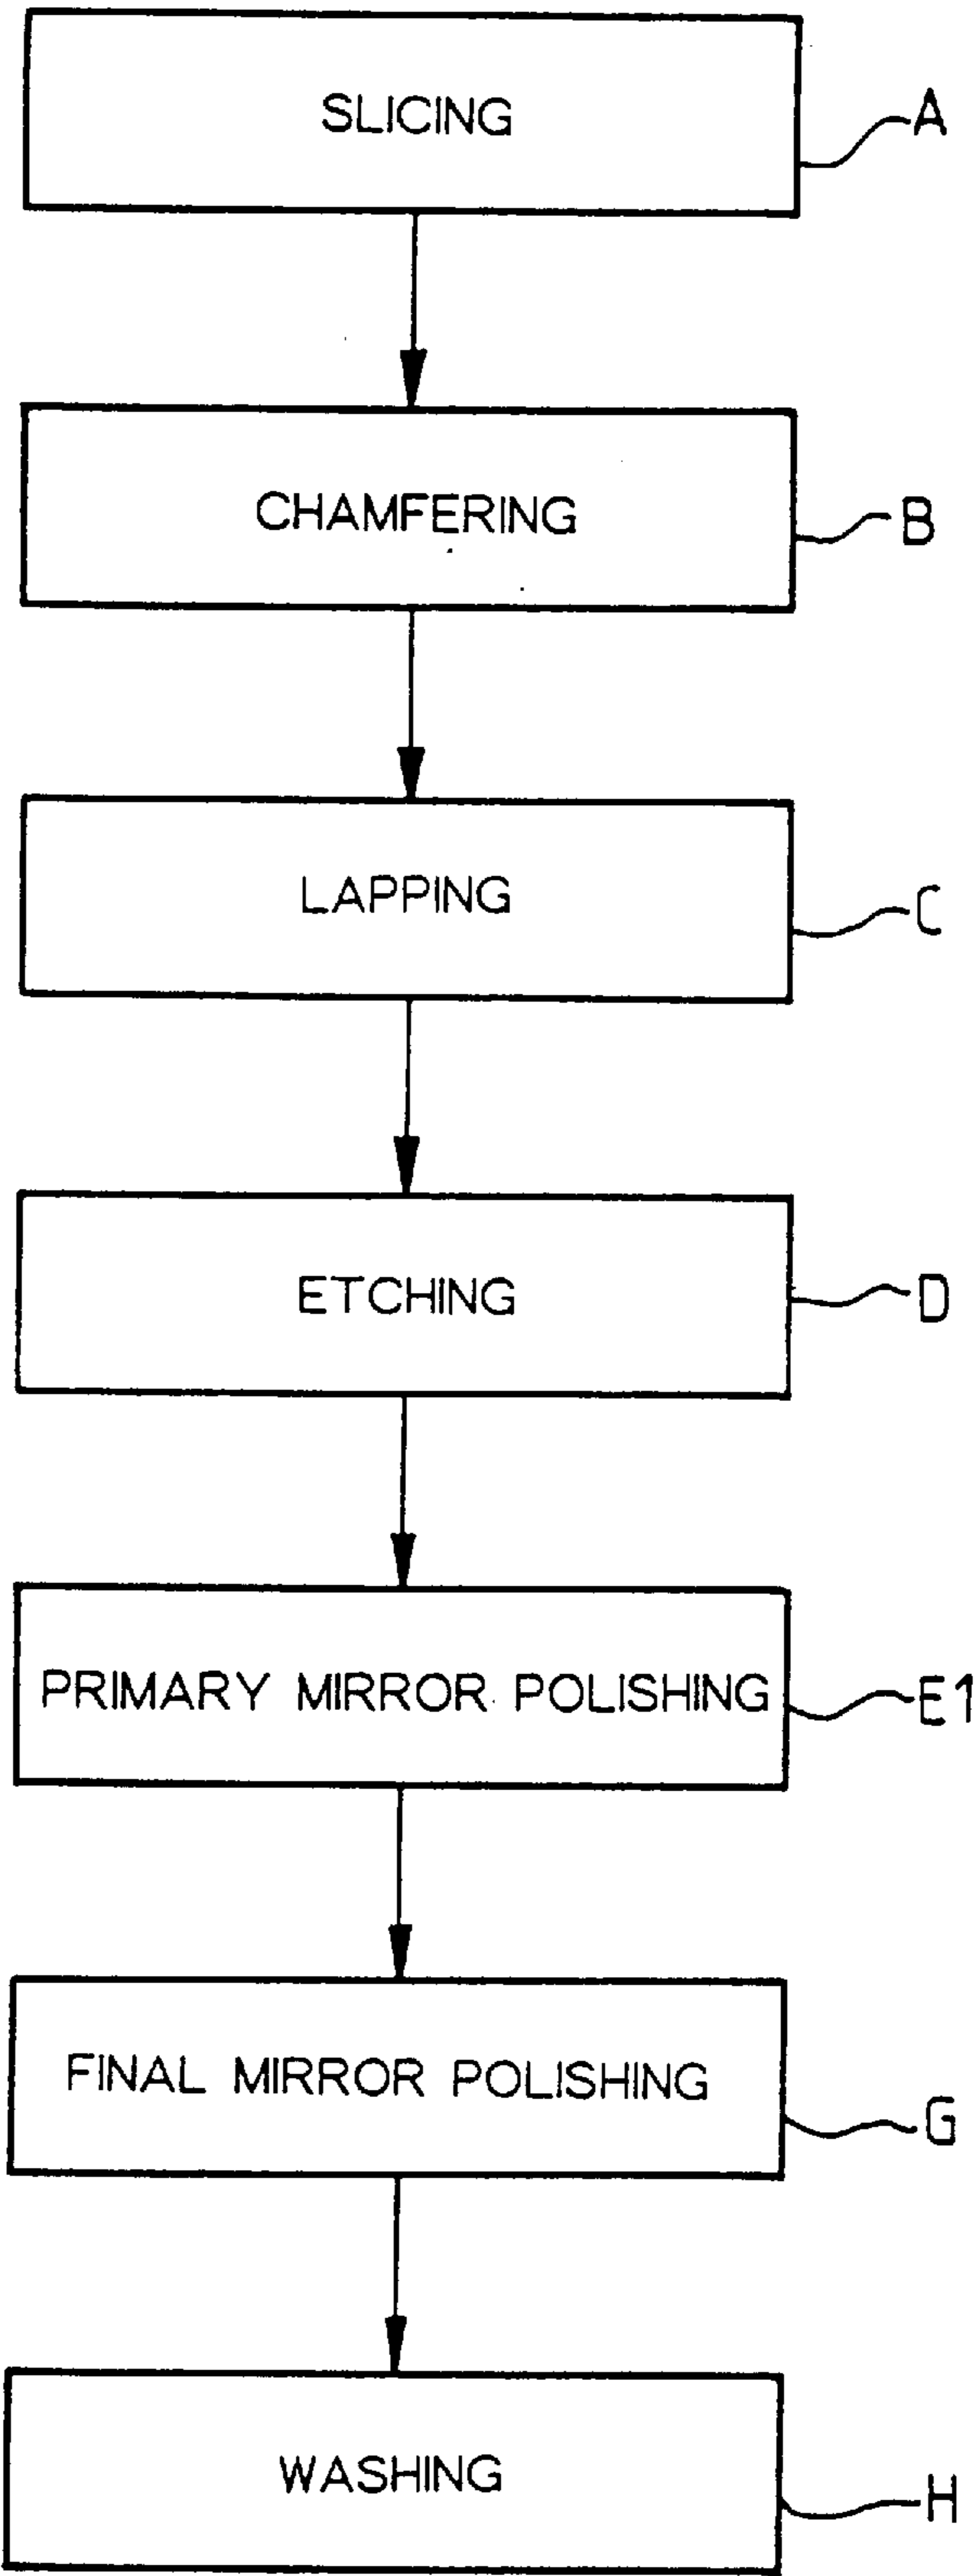 SLICING
A
CHAMFERING
B
LAPPING
C
ETCHING
D
PRIMARY MIRROR POLISHING
E1
FINAL MIRROR POLISHING
G
WASHING
H